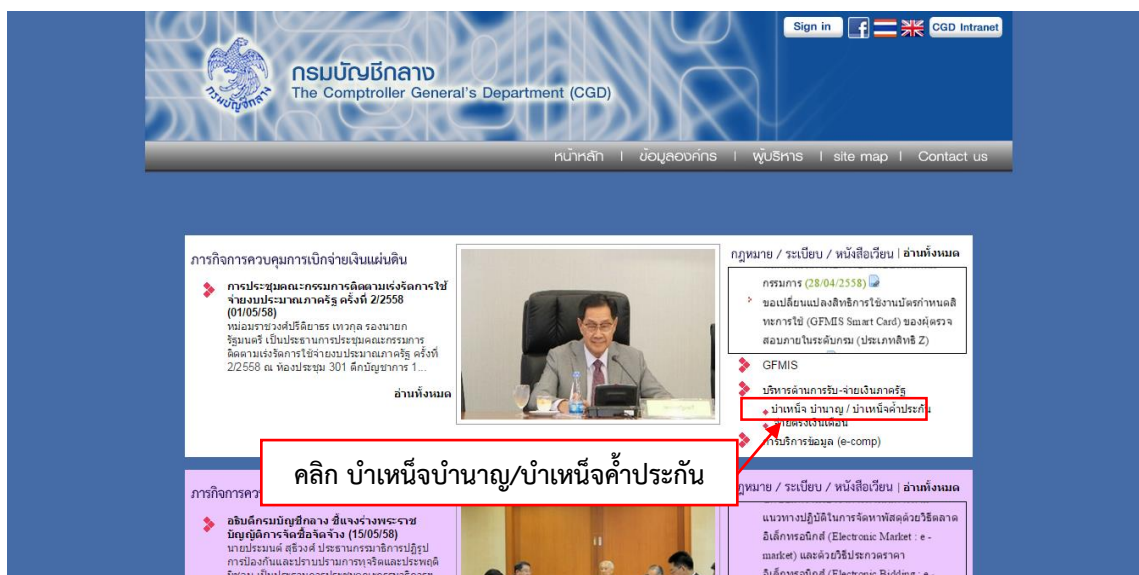 Sign in
CGD Intranet
กรมบัญชีกลาง
The Comptroller General's Department (CGD)
กรมบัญชีกลาง
หน้าหลัก | ข้อมูลองค์กร | ผู้บริหาร | site map | Contact us
ภารกิจการควบคุมการเบิกจ่ายเงินแผ่นดิน
การประชุมคณะกรรมการติดตามเร่งรัดการใช้
จ่ายงบประมาณภาครัฐ ครั้งที่ 2/2558
(01/05/58)
หม่อมราชวงศ์ปรีดิยาธร เทวกุล รองนายก
รัฐมนตรี เป็นประธานการประชุมคณะกรรมการ
ติดตามเร่งรัดการใช้จ่ายงบประมาณภาครัฐ ครั้งที่
2/2558 ณ ห้องประชุม 301 ตึกบัญชาการ 1...
อ่านทั้งหมด
กฎหมาย / ระเบียบ / หนังสือเวียน | อ่านทั้งหมด
กรรมการ (28/04/2558)
ขอเปลี่ยนแปลงสิทธิการใช้งานบัตรกำหนดสิ
ทธิการใช้ (GFMIS Smart Card) ของผู้ตรวจ
สอบภายในระดับกรม (ประเภทสิทธิ Z)
GFMIS
บริหารด้านการรับ-จ่ายเงินภาครัฐ
บำเหน็จ บำนาญ / บำเหน็จค้ำประกัน
จ่ายตรงเงินเดือน
การบริการข้อมูล (e-comp)
คลิก บำเหน็จบำนาญ/บำเหน็จค้ำประกัน
ภารกิจการคว
อธิบดีกรมบัญชีกลาง ชี้แจงร่างพระราช
บัญญัติการจัดซื้อจัดจ้าง (15/05/58)
นายประมนต์ สุธีวงศ์ ประธานกรรมาธิการปฏิรูป
การป้องกันและปราบปรามการทุจริตและประพฤติ
กฎหมาย / ระเบียบ / หนังสือเวียน | อ่านทั้งหมด
แนวทางปฏิบัติในการจัดหาพัสดุด้วยวิธีตลาด
อิเล็กทรอนิกส์ (Electronic Market : e -
market) และด้วยวิธีประกวดราคา
อิเล็กทรอนิกส์ (Electronic Bidding : e -